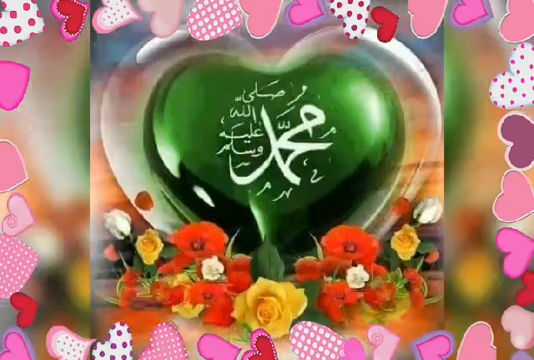 محمد
صلى
الله
عليه
وسلم